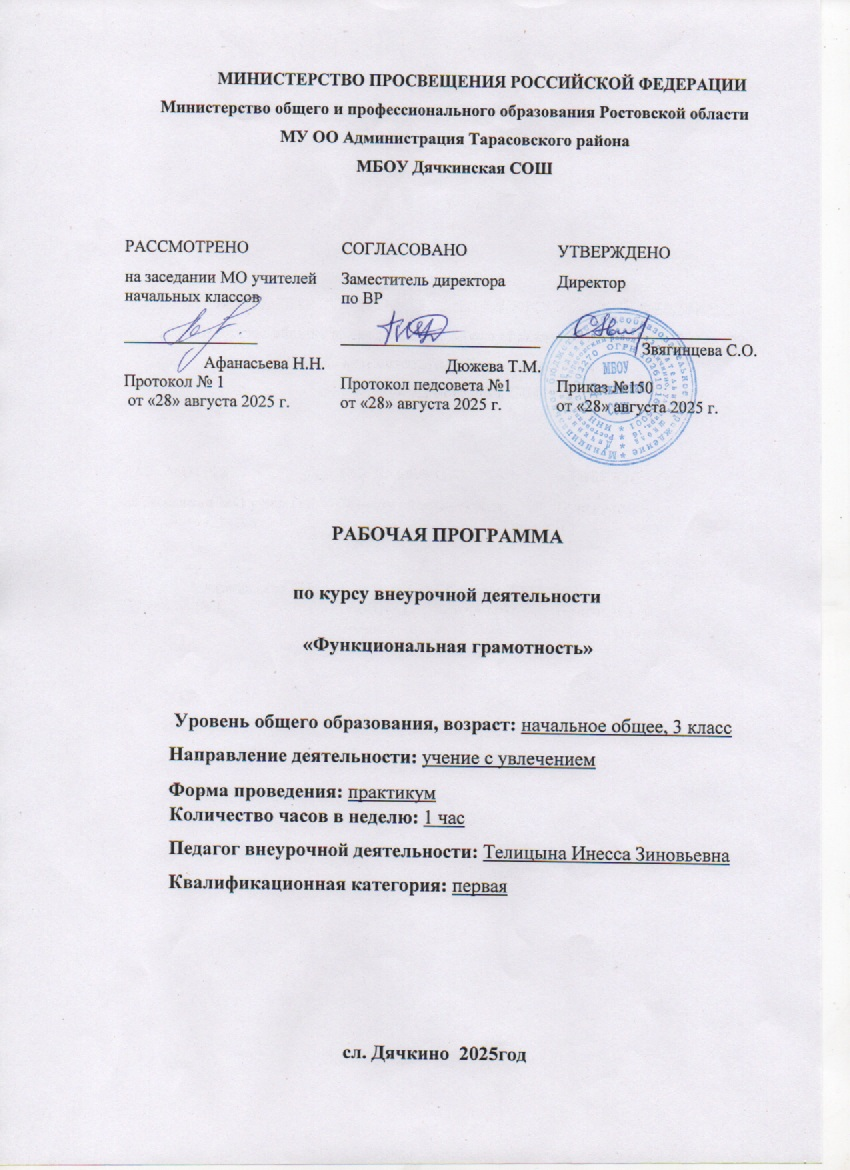 МИНИСТЕРСТВО ПРОСВЕЩЕНИЯ РОССИЙСКОЙ ФЕДЕРАЦИИ
Министерство общего и профессионального образования Ростовской области
МУ ОО Администрация Тарасовского района
МБОУ Дячкинская СОШ
РАССМОТРЕНО
на заседании МО учителей
начальных классов
Афанасьева Н.Н.
Протокол № 1
от «28» августа 2025 г.
СОГЛАСОВАНО
Заместитель директора
по ВР
Дюжева Т.М.
Протокол педсовета №1
от «28» августа 2025 г.
УТВЕРЖДЕНО
Директор
Звягинцева С.О.
Приказ №150
от «28» августа 2025 г.
МБОУ
СОШ
РАБОЧАЯ ПРОГРАММА
по курсу внеурочной деятельности
«Функциональная грамотность»
Уровень общего образования, возраст: начальное общее, 3 класс
Направление деятельности: учение с увлечением
Форма проведения: практикум
Количество часов в неделю: 1 час
Педагог внеурочной деятельности: Телицына Инесса Зиновьевна
Квалификационная категория: первая
сл. Дячкино 2025год